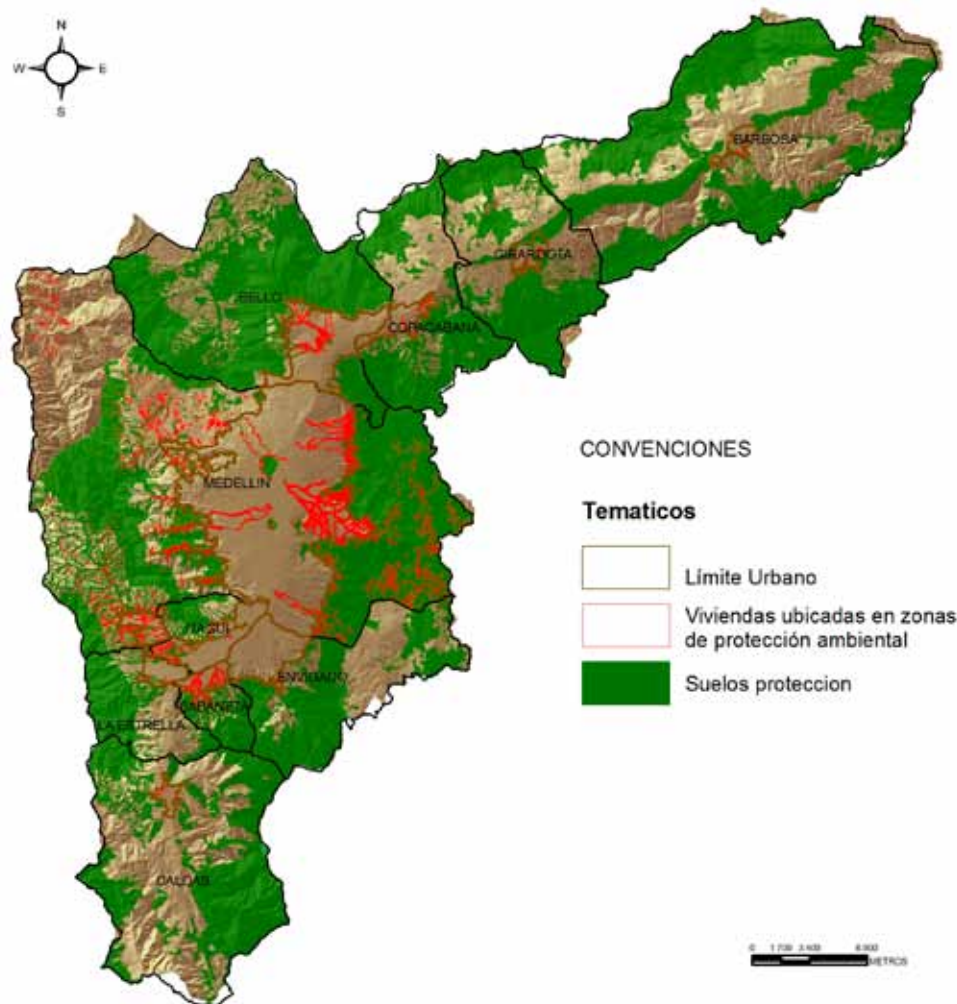 N
W E
S
BARBOSA
GIRARDOTA
BELLO
COPACABANA
MEDELLIN
ITAGUI
ENVIGADO
SABANETA
LA ESTRELLA
CALDAS
CONVENCIONES
Tematicos
Límite Urbano
Viviendas ubicadas en zonas
de protección ambiental
Suelos proteccion
0
METROS